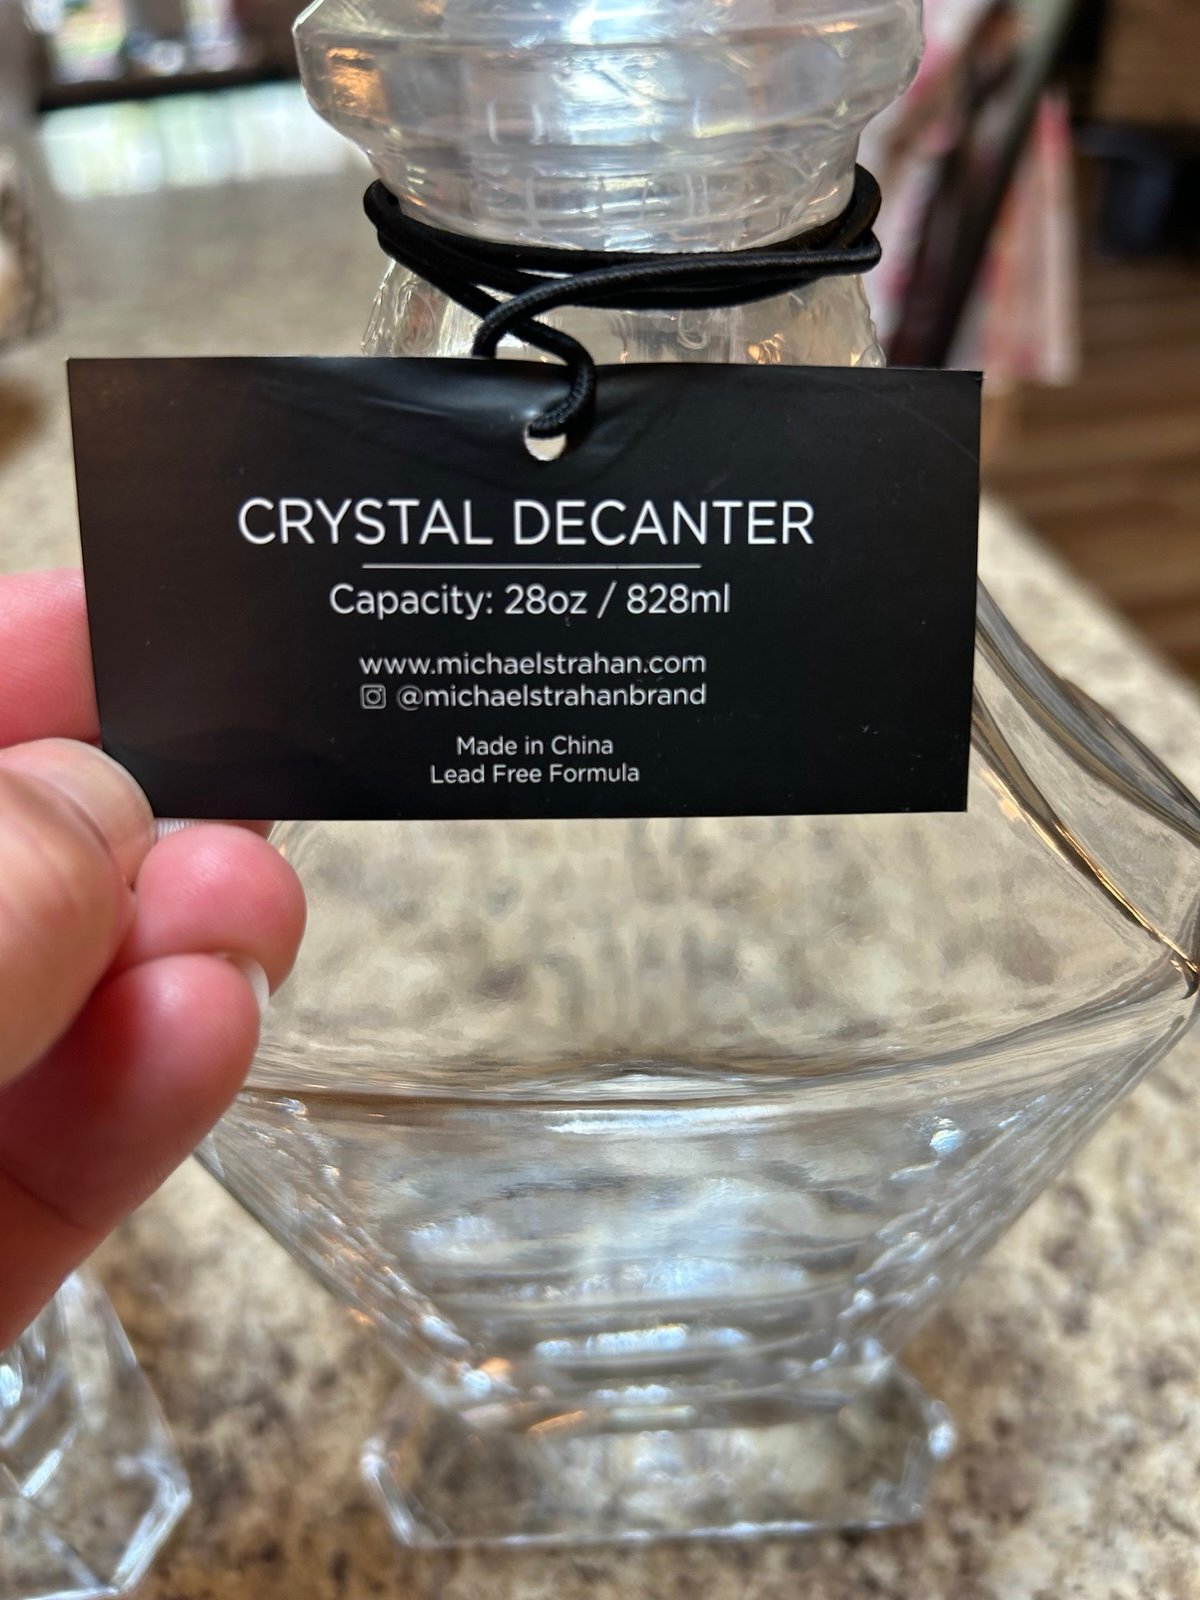 CRYSTAL DECANTER
Capacity: 28oz / 828ml
www.michaelstrahan.com
@michaelstrahanbrand
Made in China
Lead Free Formula